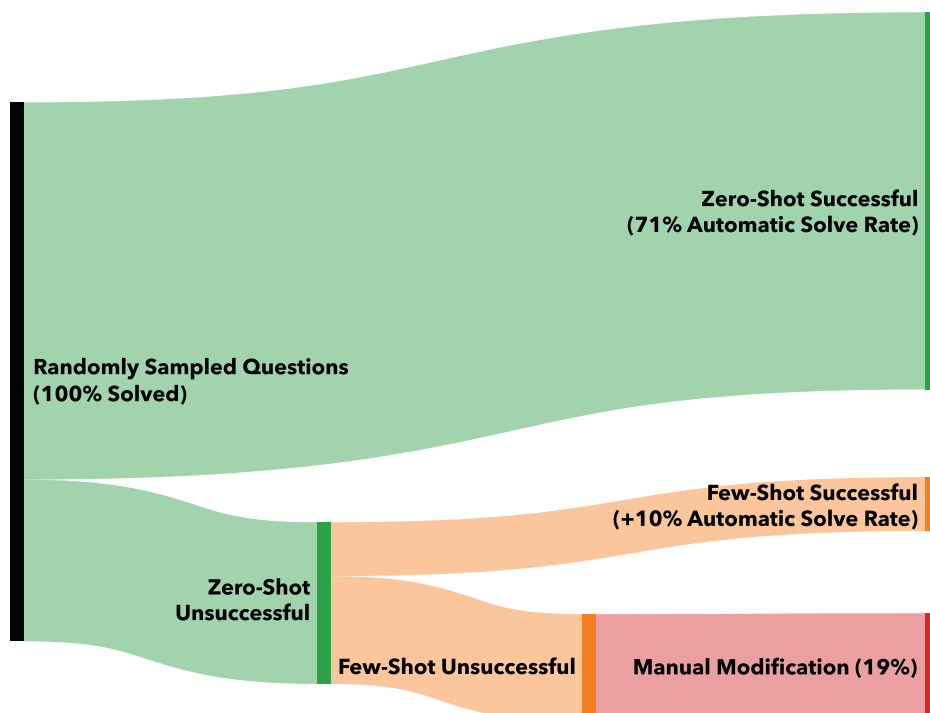 Zero-Shot Successful
(71% Automatic Solve Rate)
Randomly Sampled Questions
(100% Solved)
Few-Shot Successful
(+10% Automatic Solve Rate)
Zero-Shot
Unsuccessful
Few-Shot Unsuccessful
Manual Modification (19%)